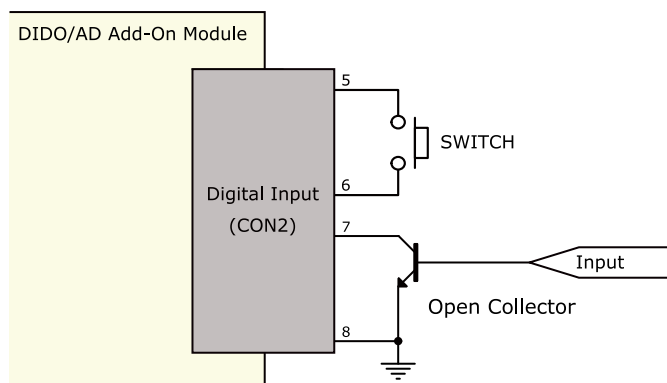 DIDO/AD Add-On Module
5
SWITCH
6
Digital Input
(CON2)
7
Input
Open Collector
8